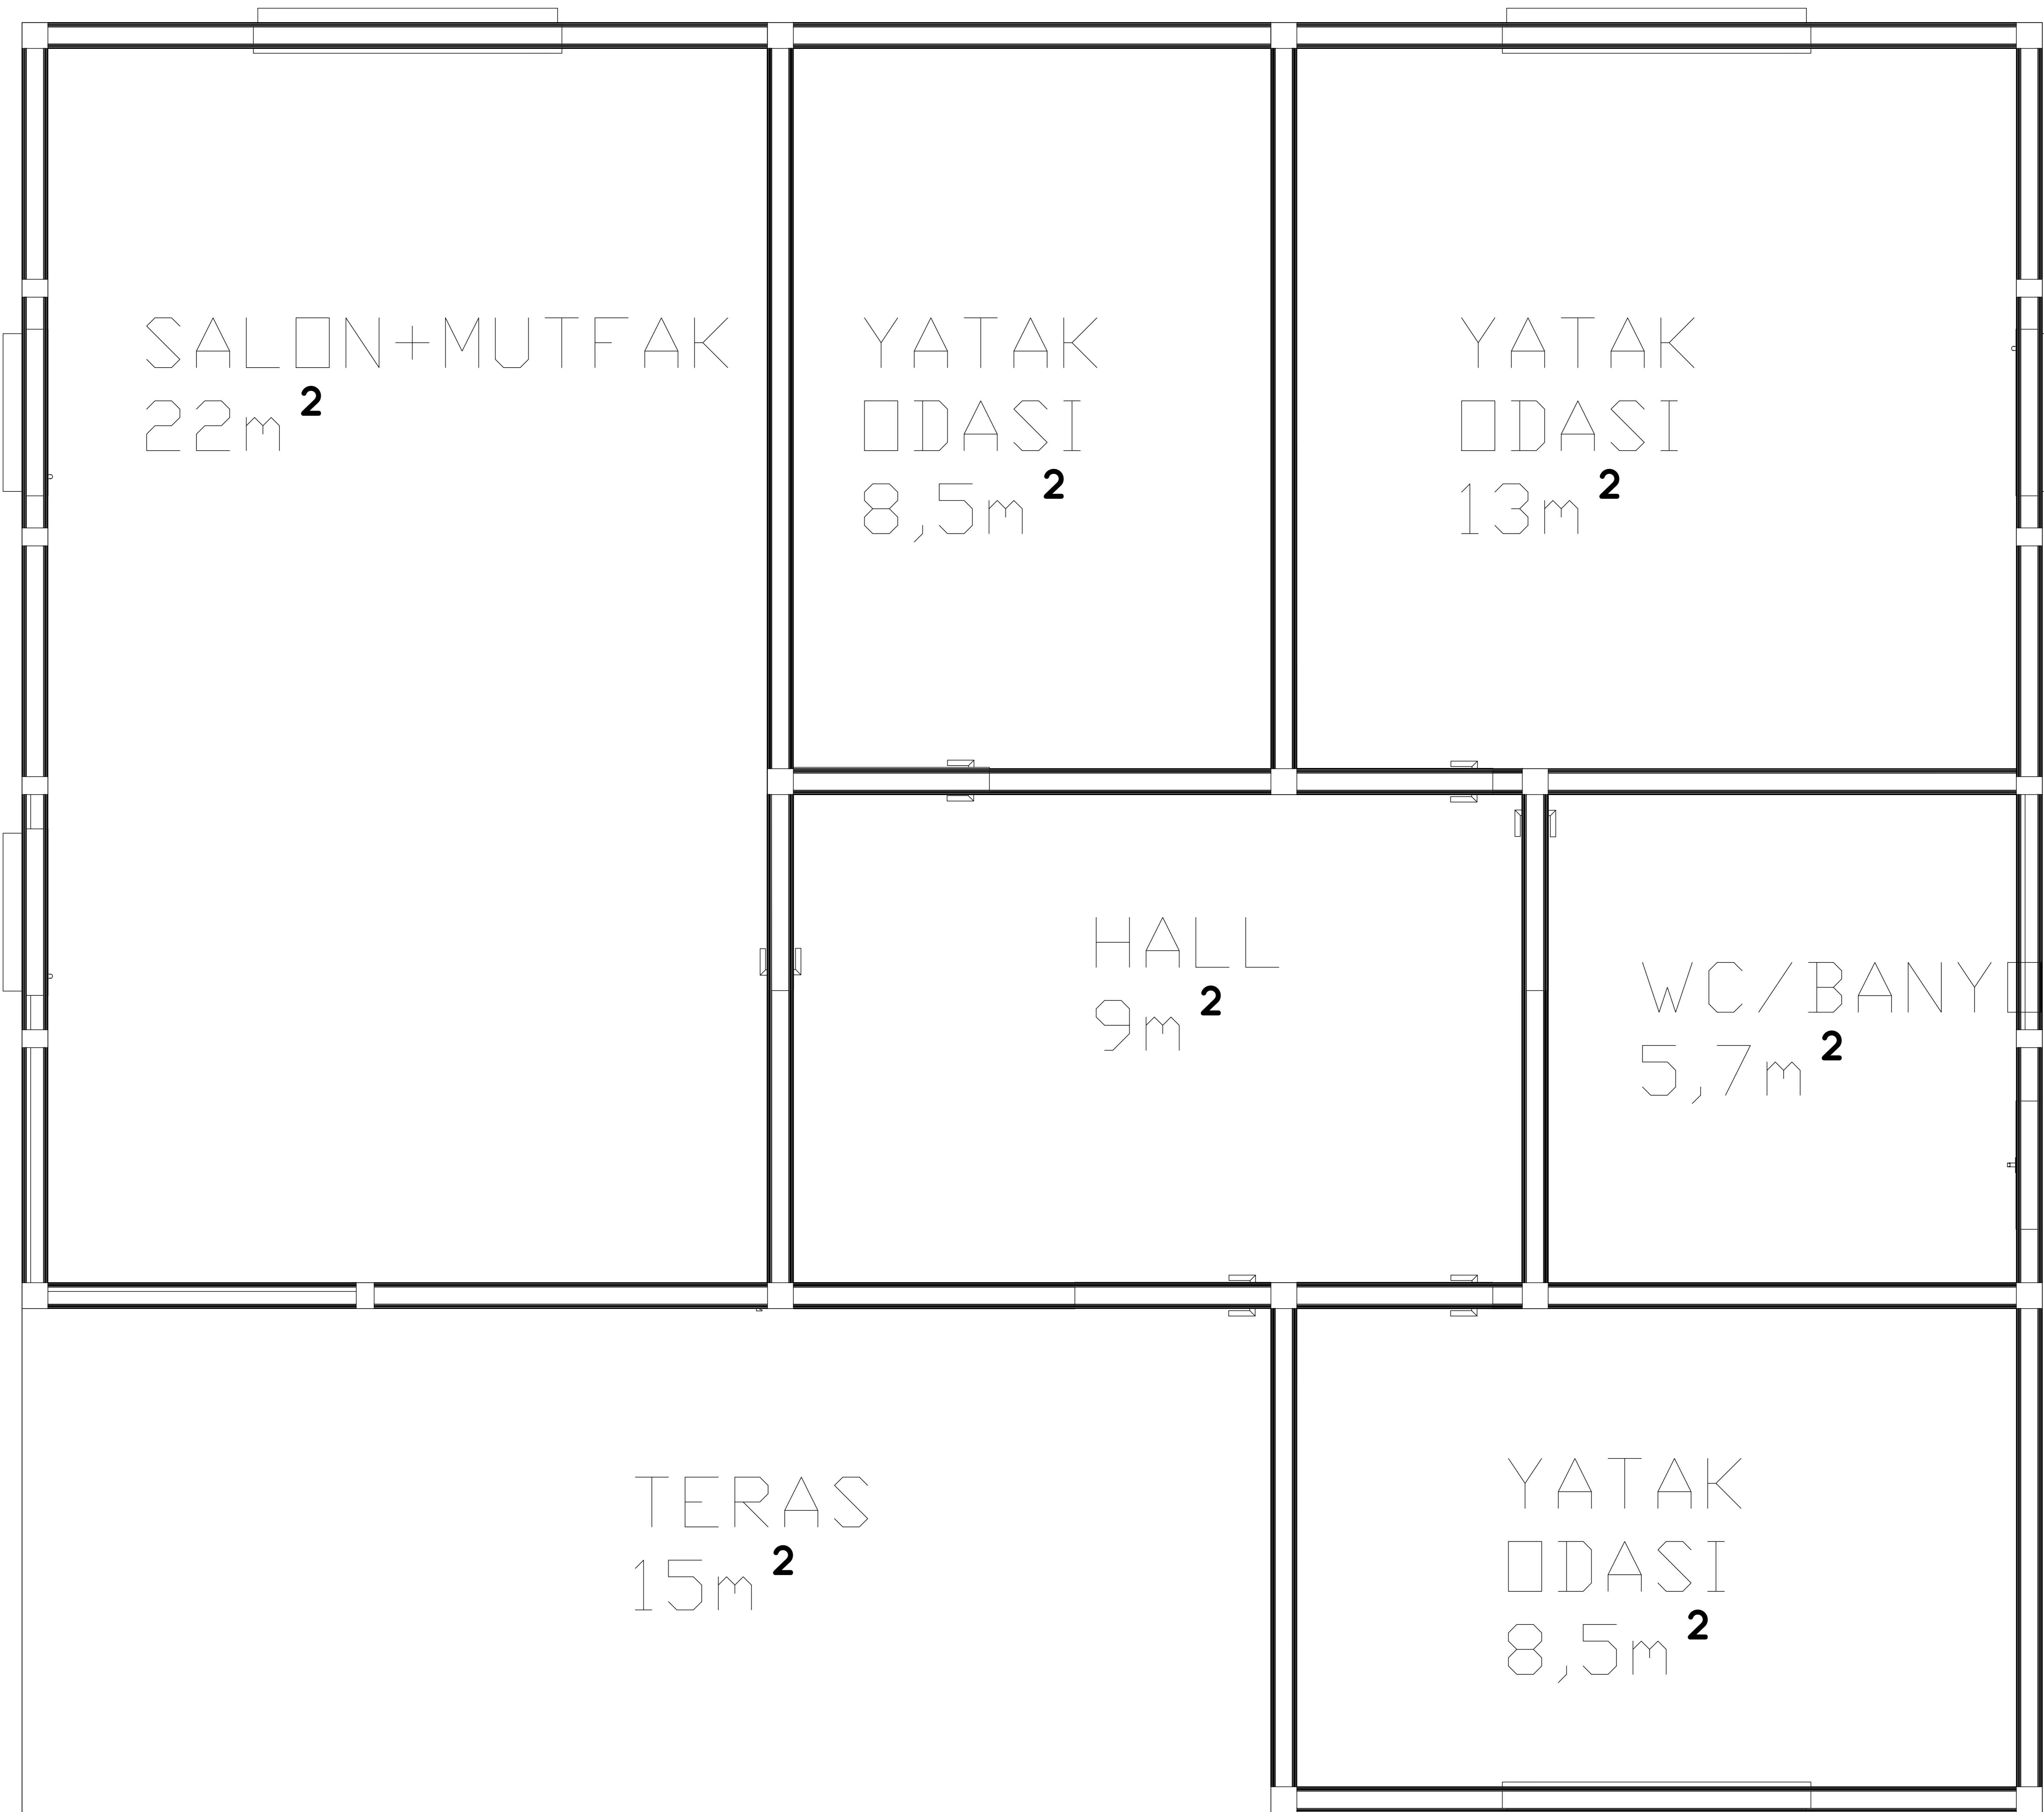 SALON+MUTFAK
22m²
YATAK
ODASI
8,5m²
YATAK
ODASI
13m²
HALL
9m²
WC/BANYO
5,7m²
TERAS
15m²
YATAK
ODASI
8,5m²